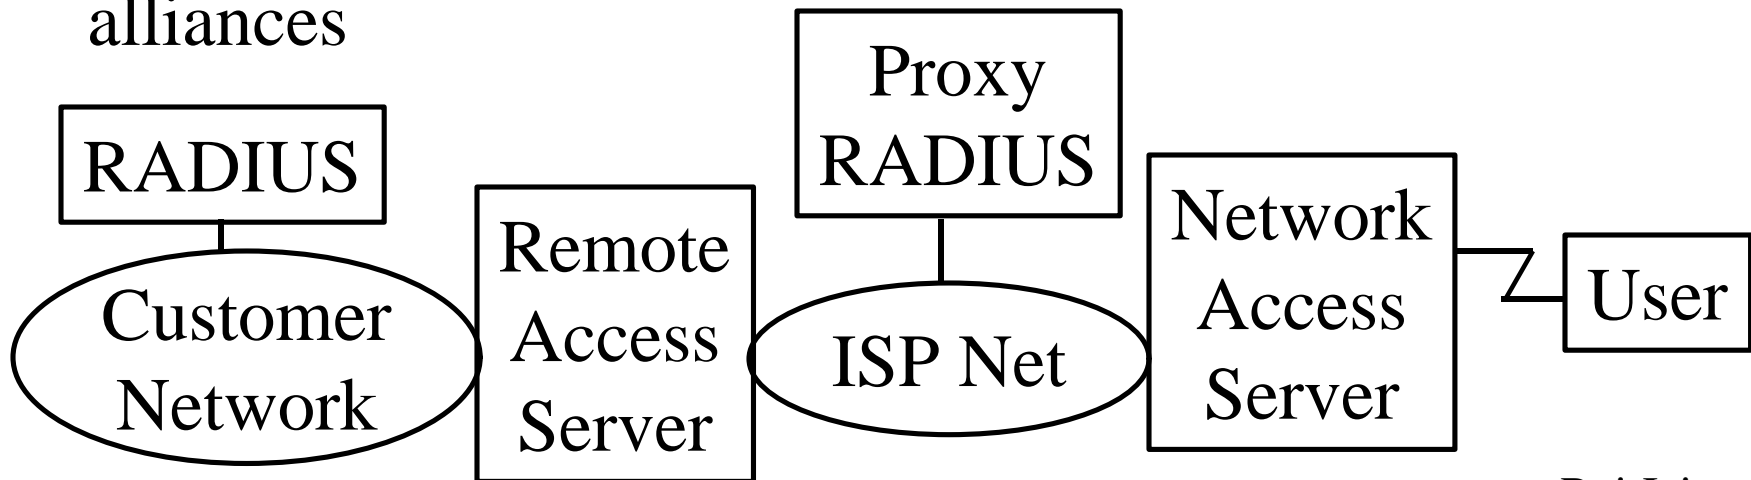 alliances
RADIUS
Customer
Network
Remote
Access
Server
Proxy
RADIUS
ISP Net
Network
Access
Server
User